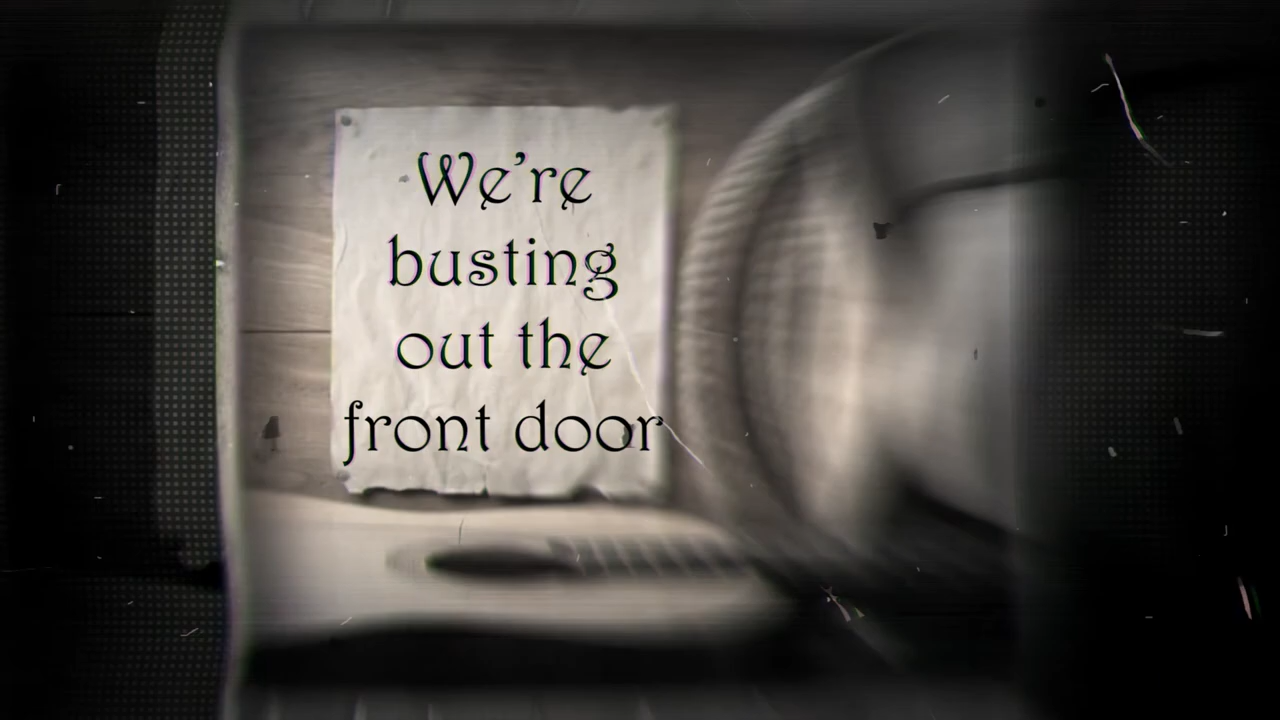 We’re
busting
out the
front door